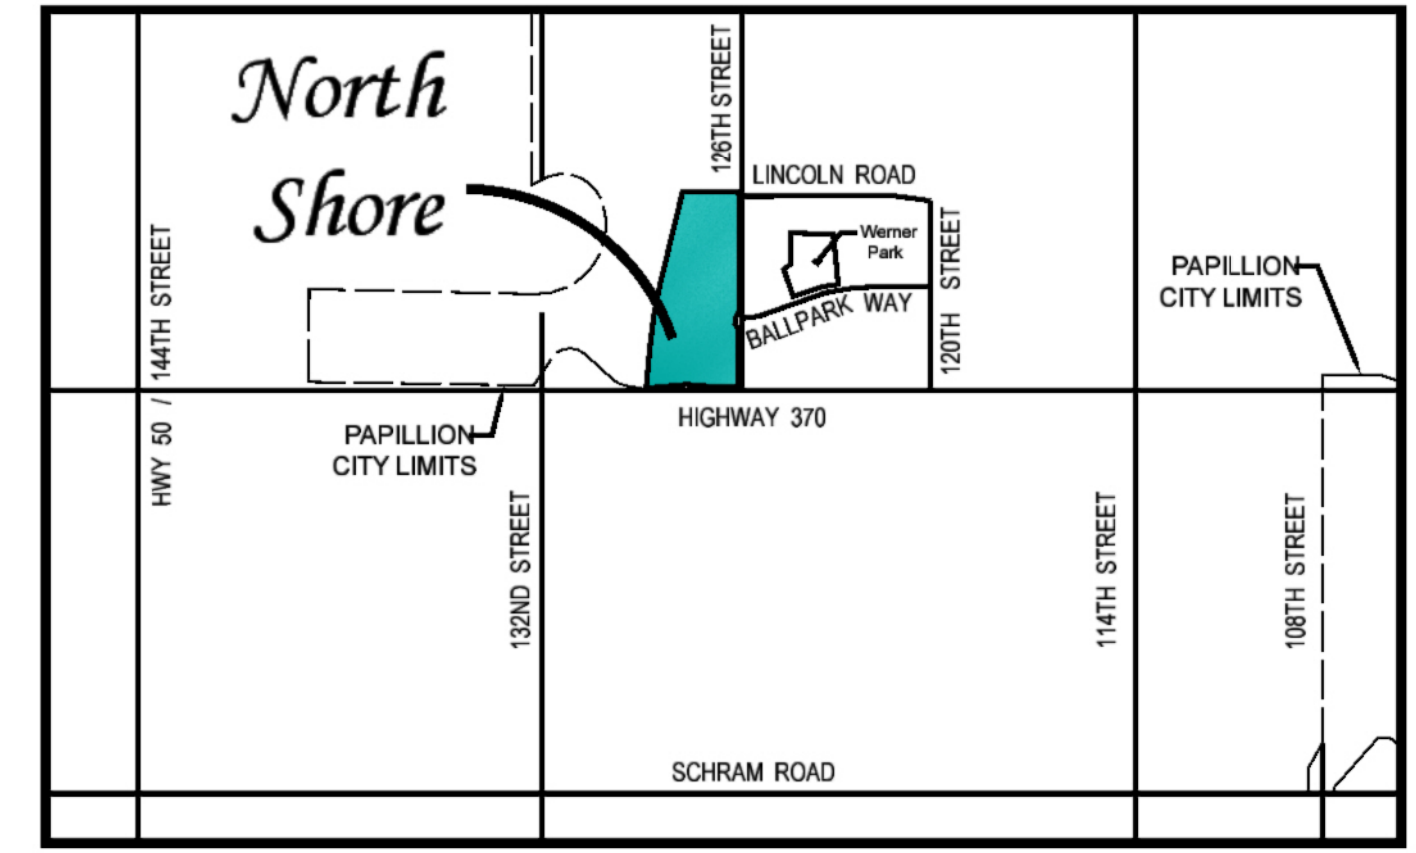 North
Shore
126TH STREET
LINCOLN ROAD
Werner
Park
BALLPARK WAY
120TH STREET
PAPILLION
CITY LIMITS
HWY 50 / 144TH STREET
HIGHWAY 370
PAPILLION
CITY LIMITS
132ND STREET
114TH STREET
108TH STREET
SCHRAM ROAD